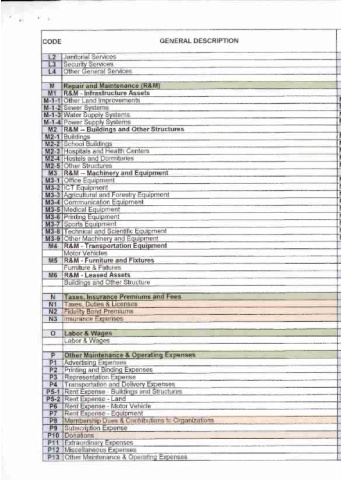 CODE GENERAL DESCRIPTION
L2 Janitorial Services
L3 Security Services
L4 Other General Services
M Repair and Maintenance (R&M)
M1 R&M - Infrastructure Assets
M-1-1 Other Land Improvements
M-1-2 Sewer Systems
M-1-3 Water Supply Systems
M-1-4 Power Supply Systems
M2 R&M – Buildings and Other Structures
M2-1 Buildings
M2-2 School Buildings
M2-3 Hospitals and Health Centers
M2-4 Hostels and Dormitories
M2-5 Other Structures
M3 R&M – Machinery and Equipment
M3-1 Office Equipment
M3-2 ICT Equipment
M3-3 Agricultural and Forestry Equipment
M3-4 Communication Equipment
M3-5 Medical Equipment
M3-6 Printing Equipment
M3-7 Sports Equipment
M3-8 Technical and Scientific Equipment
M3-9 Other Machinery and Equipment
M4 R&M - Transportation Equipment
Motor Vehicles
M5 R&M - Furniture and Fixtures
Furniture & Fixtures
M6 R&M - Leased Assets
Buildings and Other Structure
N Taxes, Insurance Premiums and Fees
N1 Taxes, Duties & Licenses
N2 Fidelity Bond Premiums
N3 Insurance Expenses
O Labor & Wages
Labor & Wages
P Other Maintenance & Operating Expenses
P1 Advertising Expenses
P2 Printing and Binding Expenses
P3 Representation Expense
P4 Transportation and Delivery Expenses
P5-1 Rent Expense - Buildings and Structures
P5-2 Rent Expense - Land
P6 Rent Expense - Motor Vehicle
P7 Rent Expense - Equipment
P8 Membership Dues & Contributions to Organizations
P9 Subscription Expense
P10 Donations
P11 Extraordinary Expenses
P12 Miscellaneous Expenses
P13 Other Maintenance & Operating Expenses